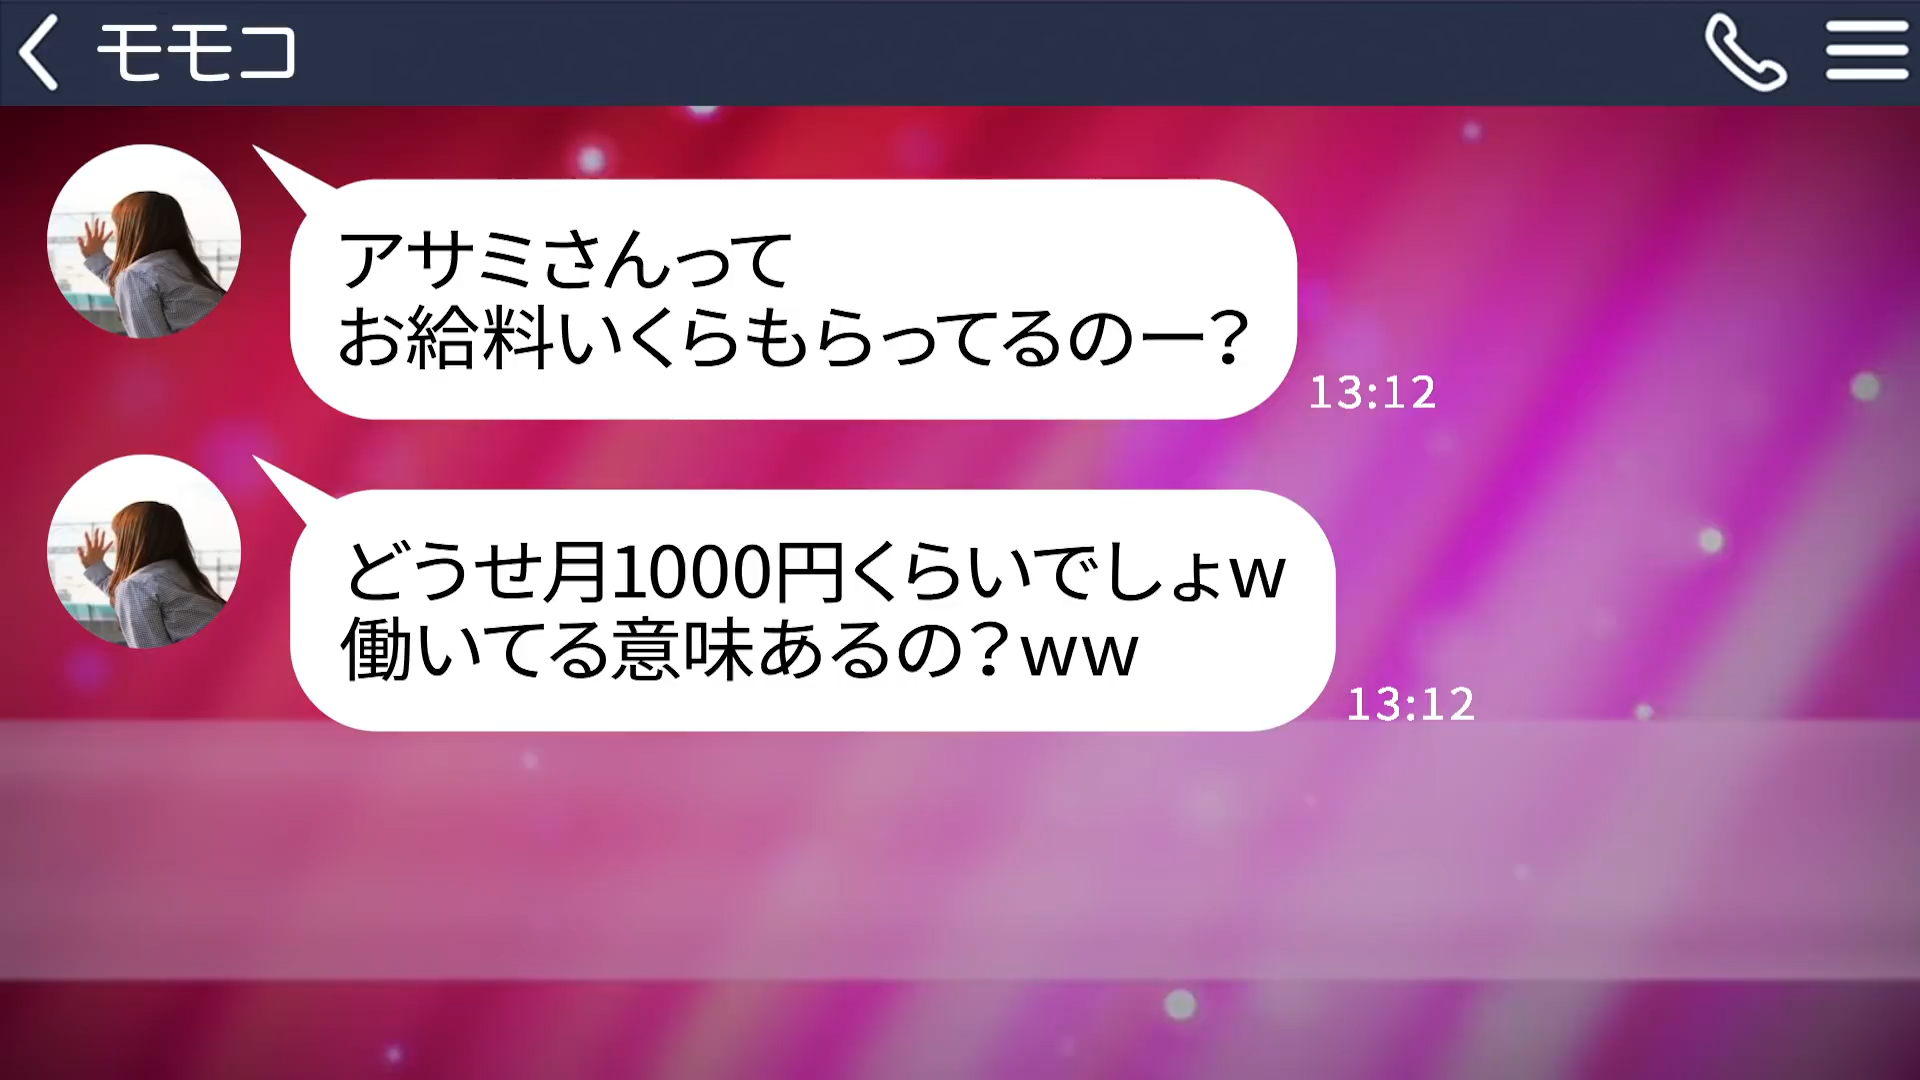 モモコ
アサミさんって
お給料いくらもらってるのー？
13:12
どうせ月1000円くらいでしょw
働いてる意味あるの？ww
13:12